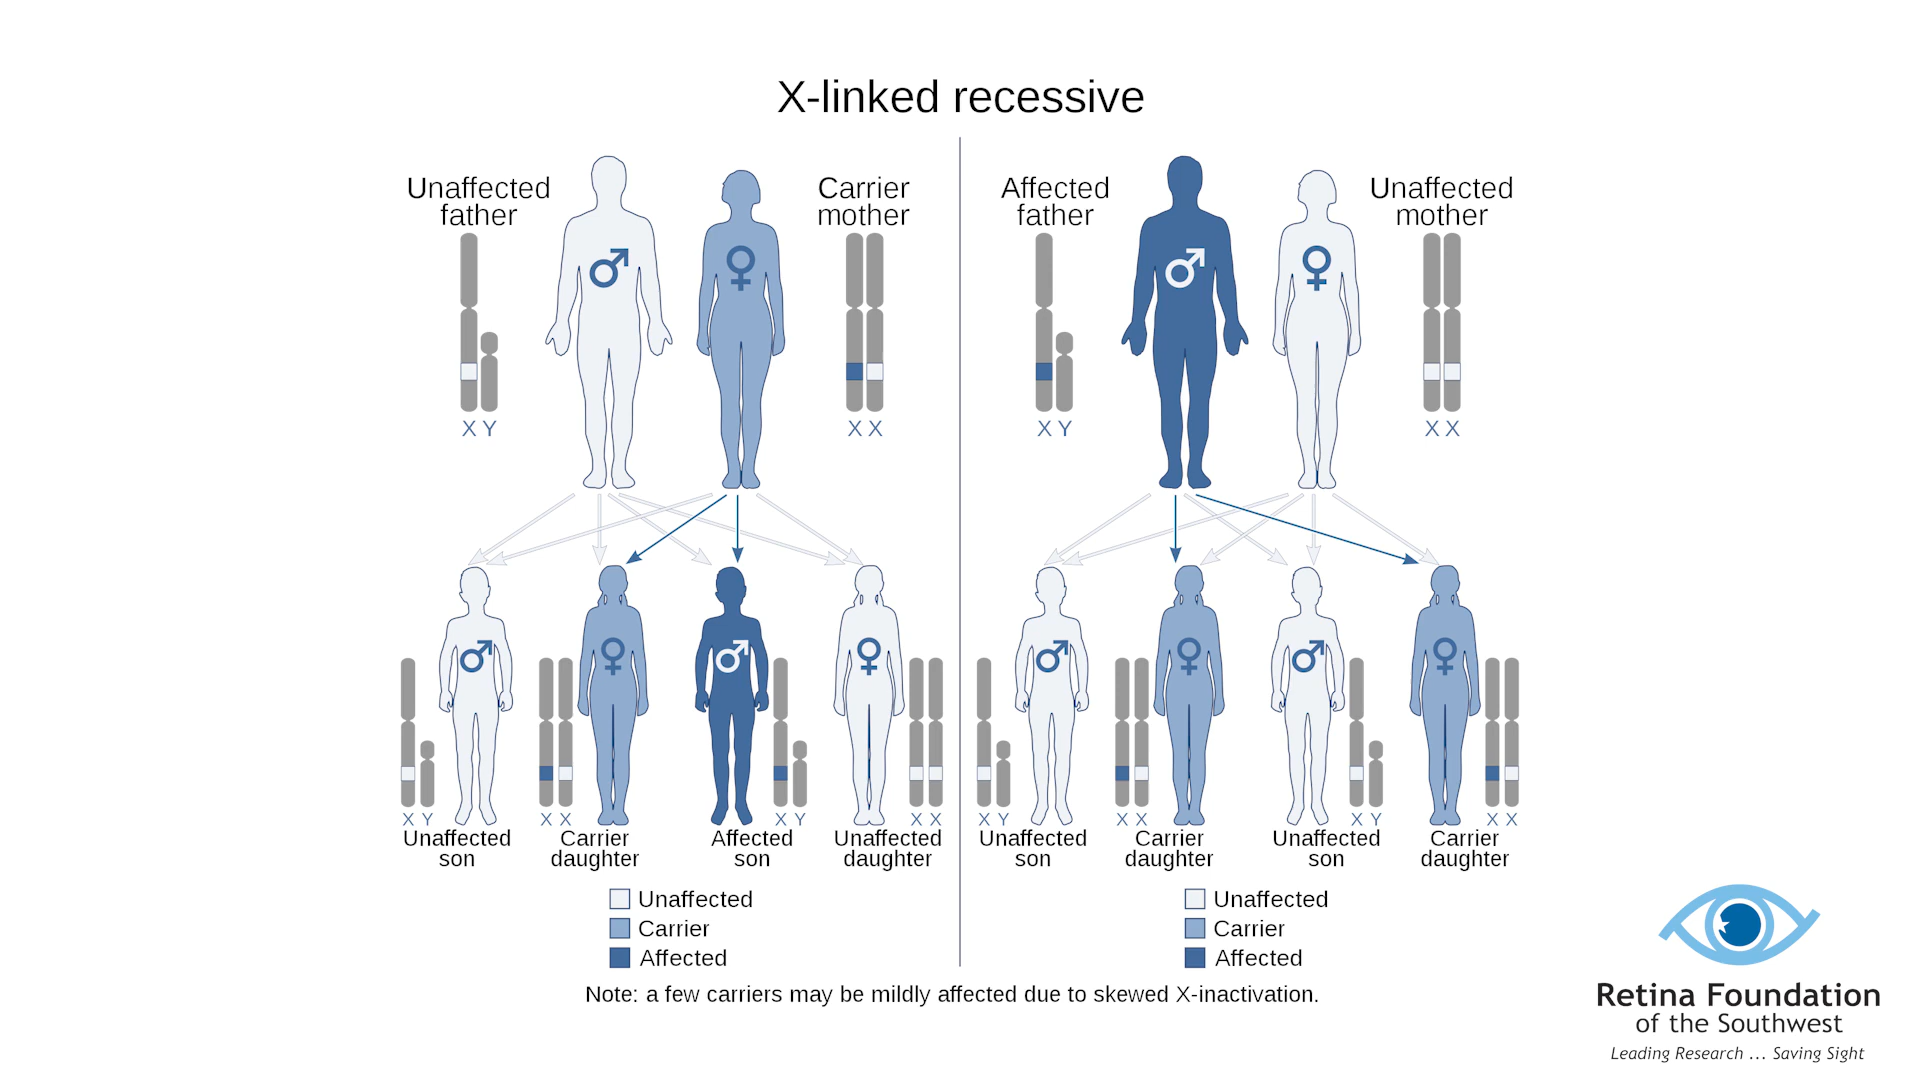 X-linked recessive
Unaffected
father
Carrier
mother
X Y
X X
Unaffected
son
Carrier
daughter
Affected
son
Unaffected
daughter
X Y
X X
X Y
X X
Unaffected
Carrier
Affected
Affected
father
Unaffected
mother
X Y
X X
Unaffected
son
Carrier
daughter
Unaffected
son
Carrier
daughter
X Y
X X
X Y
X X
Unaffected
Carrier
Affected
Note: a few carriers may be mildly affected due to skewed X-inactivation.
Retina Foundation
of the Southwest
Leading Research ... Saving Sight